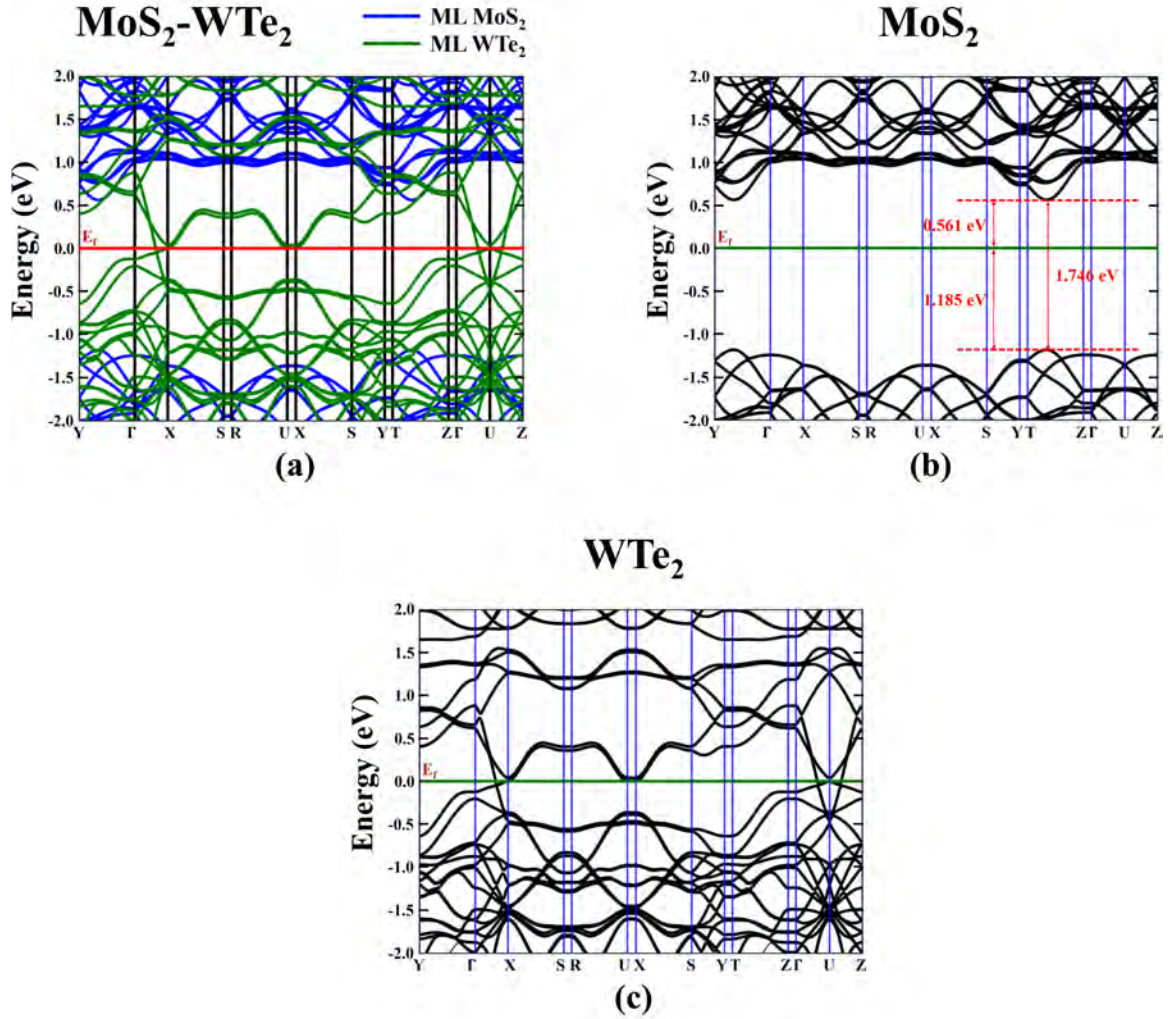 MoS₂-WTe₂
ML MoS₂
ML WTe₂
MoS₂
Energy (eV)
2.0
1.5
1.0
0.5
0.0
-0.5
-1.0
-1.5
-2.0
E_f
Y Γ X S R U X S Y T Z Γ U Z
(a)
Energy (eV)
2.0
1.5
1.0
0.5
0.0
-0.5
-1.0
-1.5
-2.0
E_f
0.561 eV
1.746 eV
1.185 eV
Y Γ X S R U X S Y T Z Γ U Z
(b)
WTe₂
Energy (eV)
2.0
1.5
1.0
0.5
0.0
-0.5
-1.0
-1.5
-2.0
E_f
Y Γ X S R U X S Y T Z Γ U Z
(c)